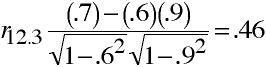 r₁₂.₃ (.7)−(.6)(.9) / √1−.6² √1−.9² =.46